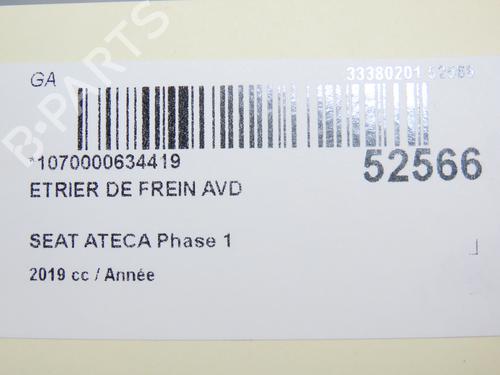 GA
33380201 52566
*1070000634419
52566
ETRIER DE FREIN AVD
SEAT ATECA Phase 1
2019 cc / Année
B-PARTS